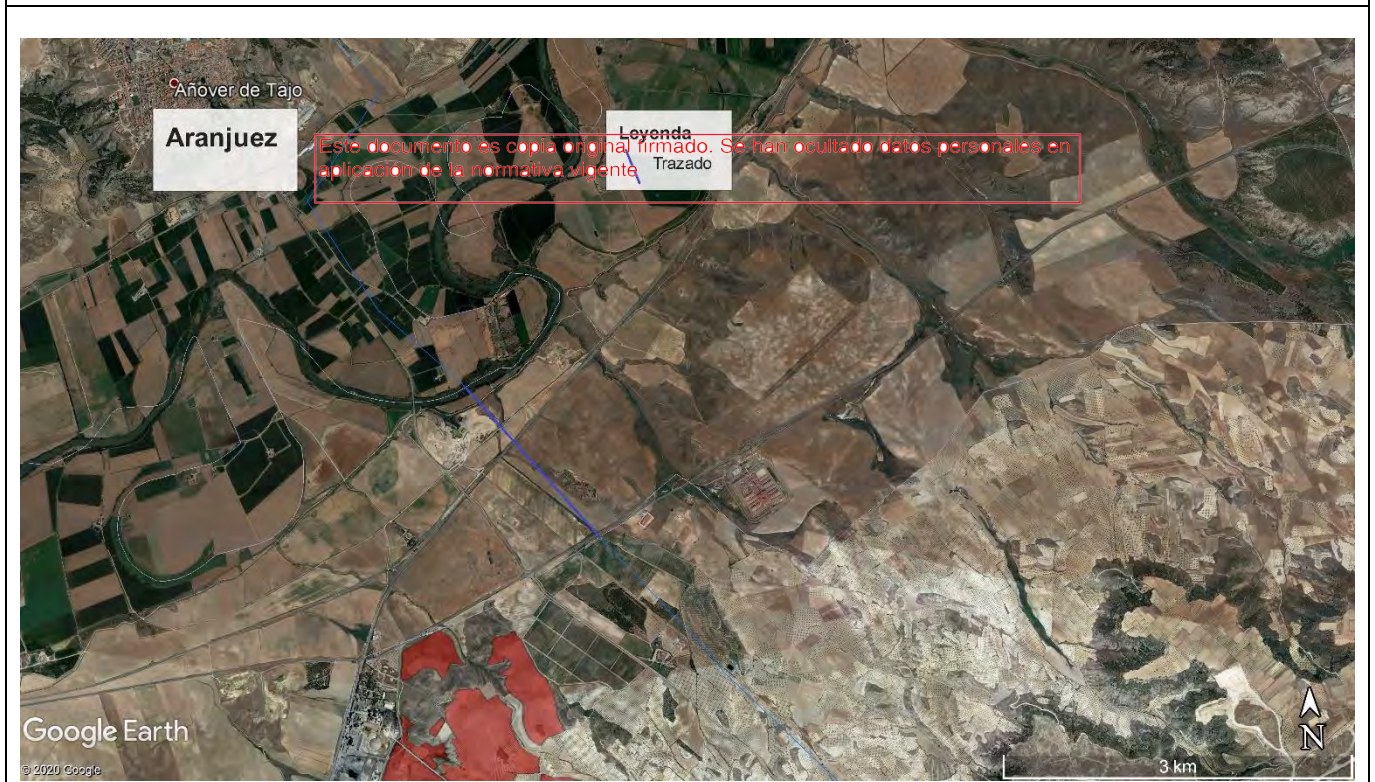 Añover de Tajo
Aranjuez
Leyenda
Trazado
Este documento es copia original firmado. Se han ocultado datos personales en
aplicación de la normativa vigente
Google Earth
© 2020 Google
3 km
N